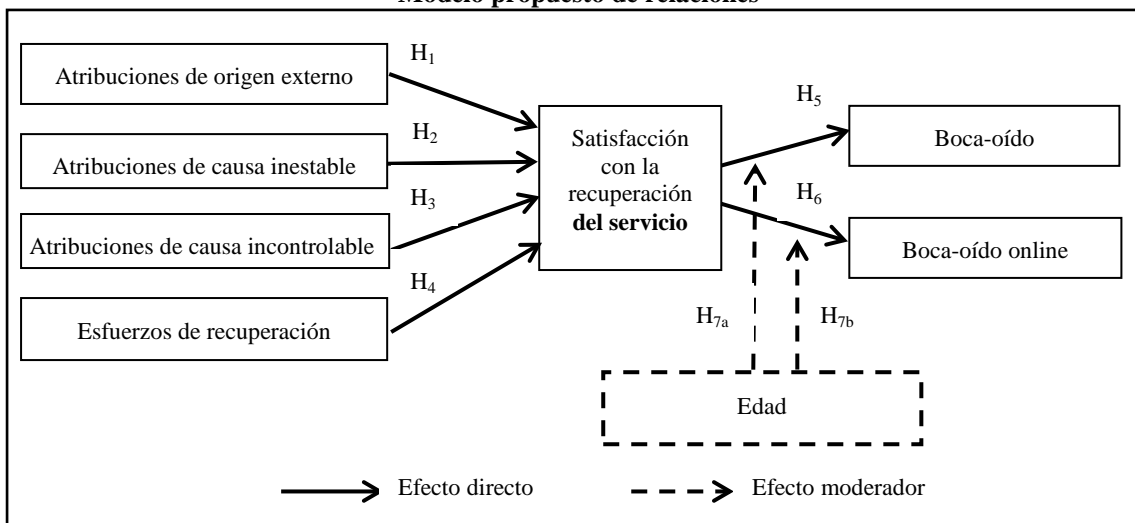 Modelo propuesto de relaciones
H1
Atribuciones de origen externo
H2
Atribuciones de causa inestable
H3
Atribuciones de causa incontrolable
H4
Esfuerzos de recuperación
Satisfacción
con la
recuperación
del servicio
H5
Boca-oído
H6
Boca-oído online
H7a
H7b
Edad
Efecto directo
Efecto moderador